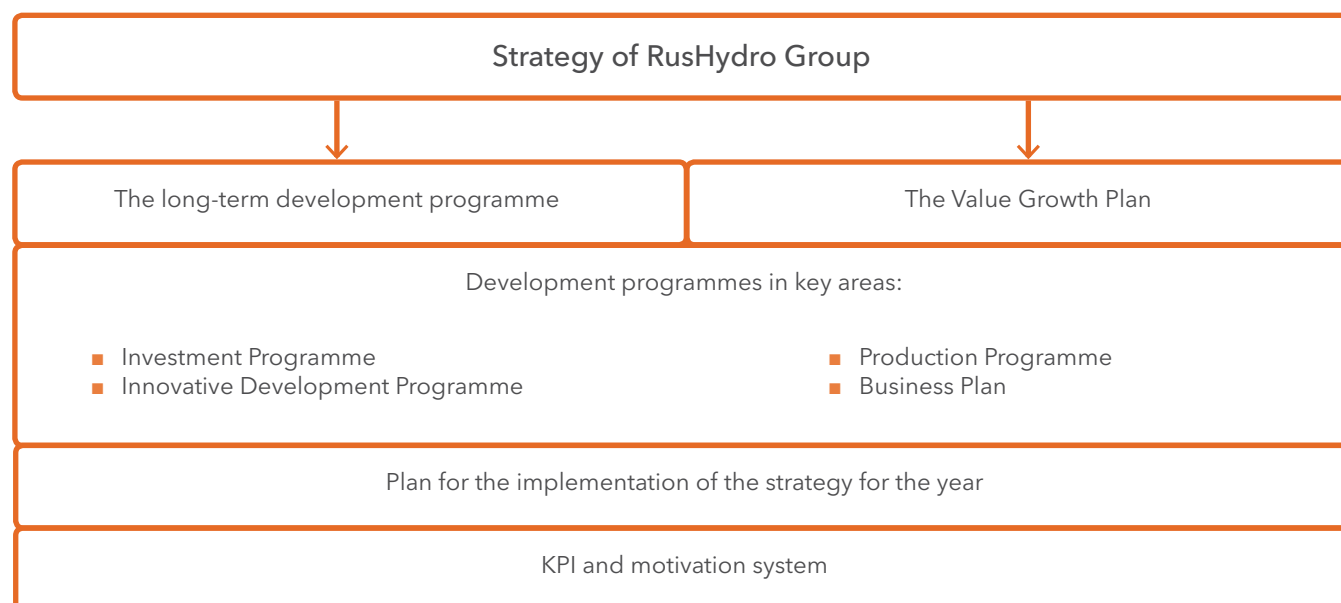 Strategy of RusHydro Group
The long-term development programme
The Value Growth Plan
Development programmes in key areas:
■ Investment Programme
■ Innovative Development Programme
■ Production Programme
■ Business Plan
Plan for the implementation of the strategy for the year
KPI and motivation system